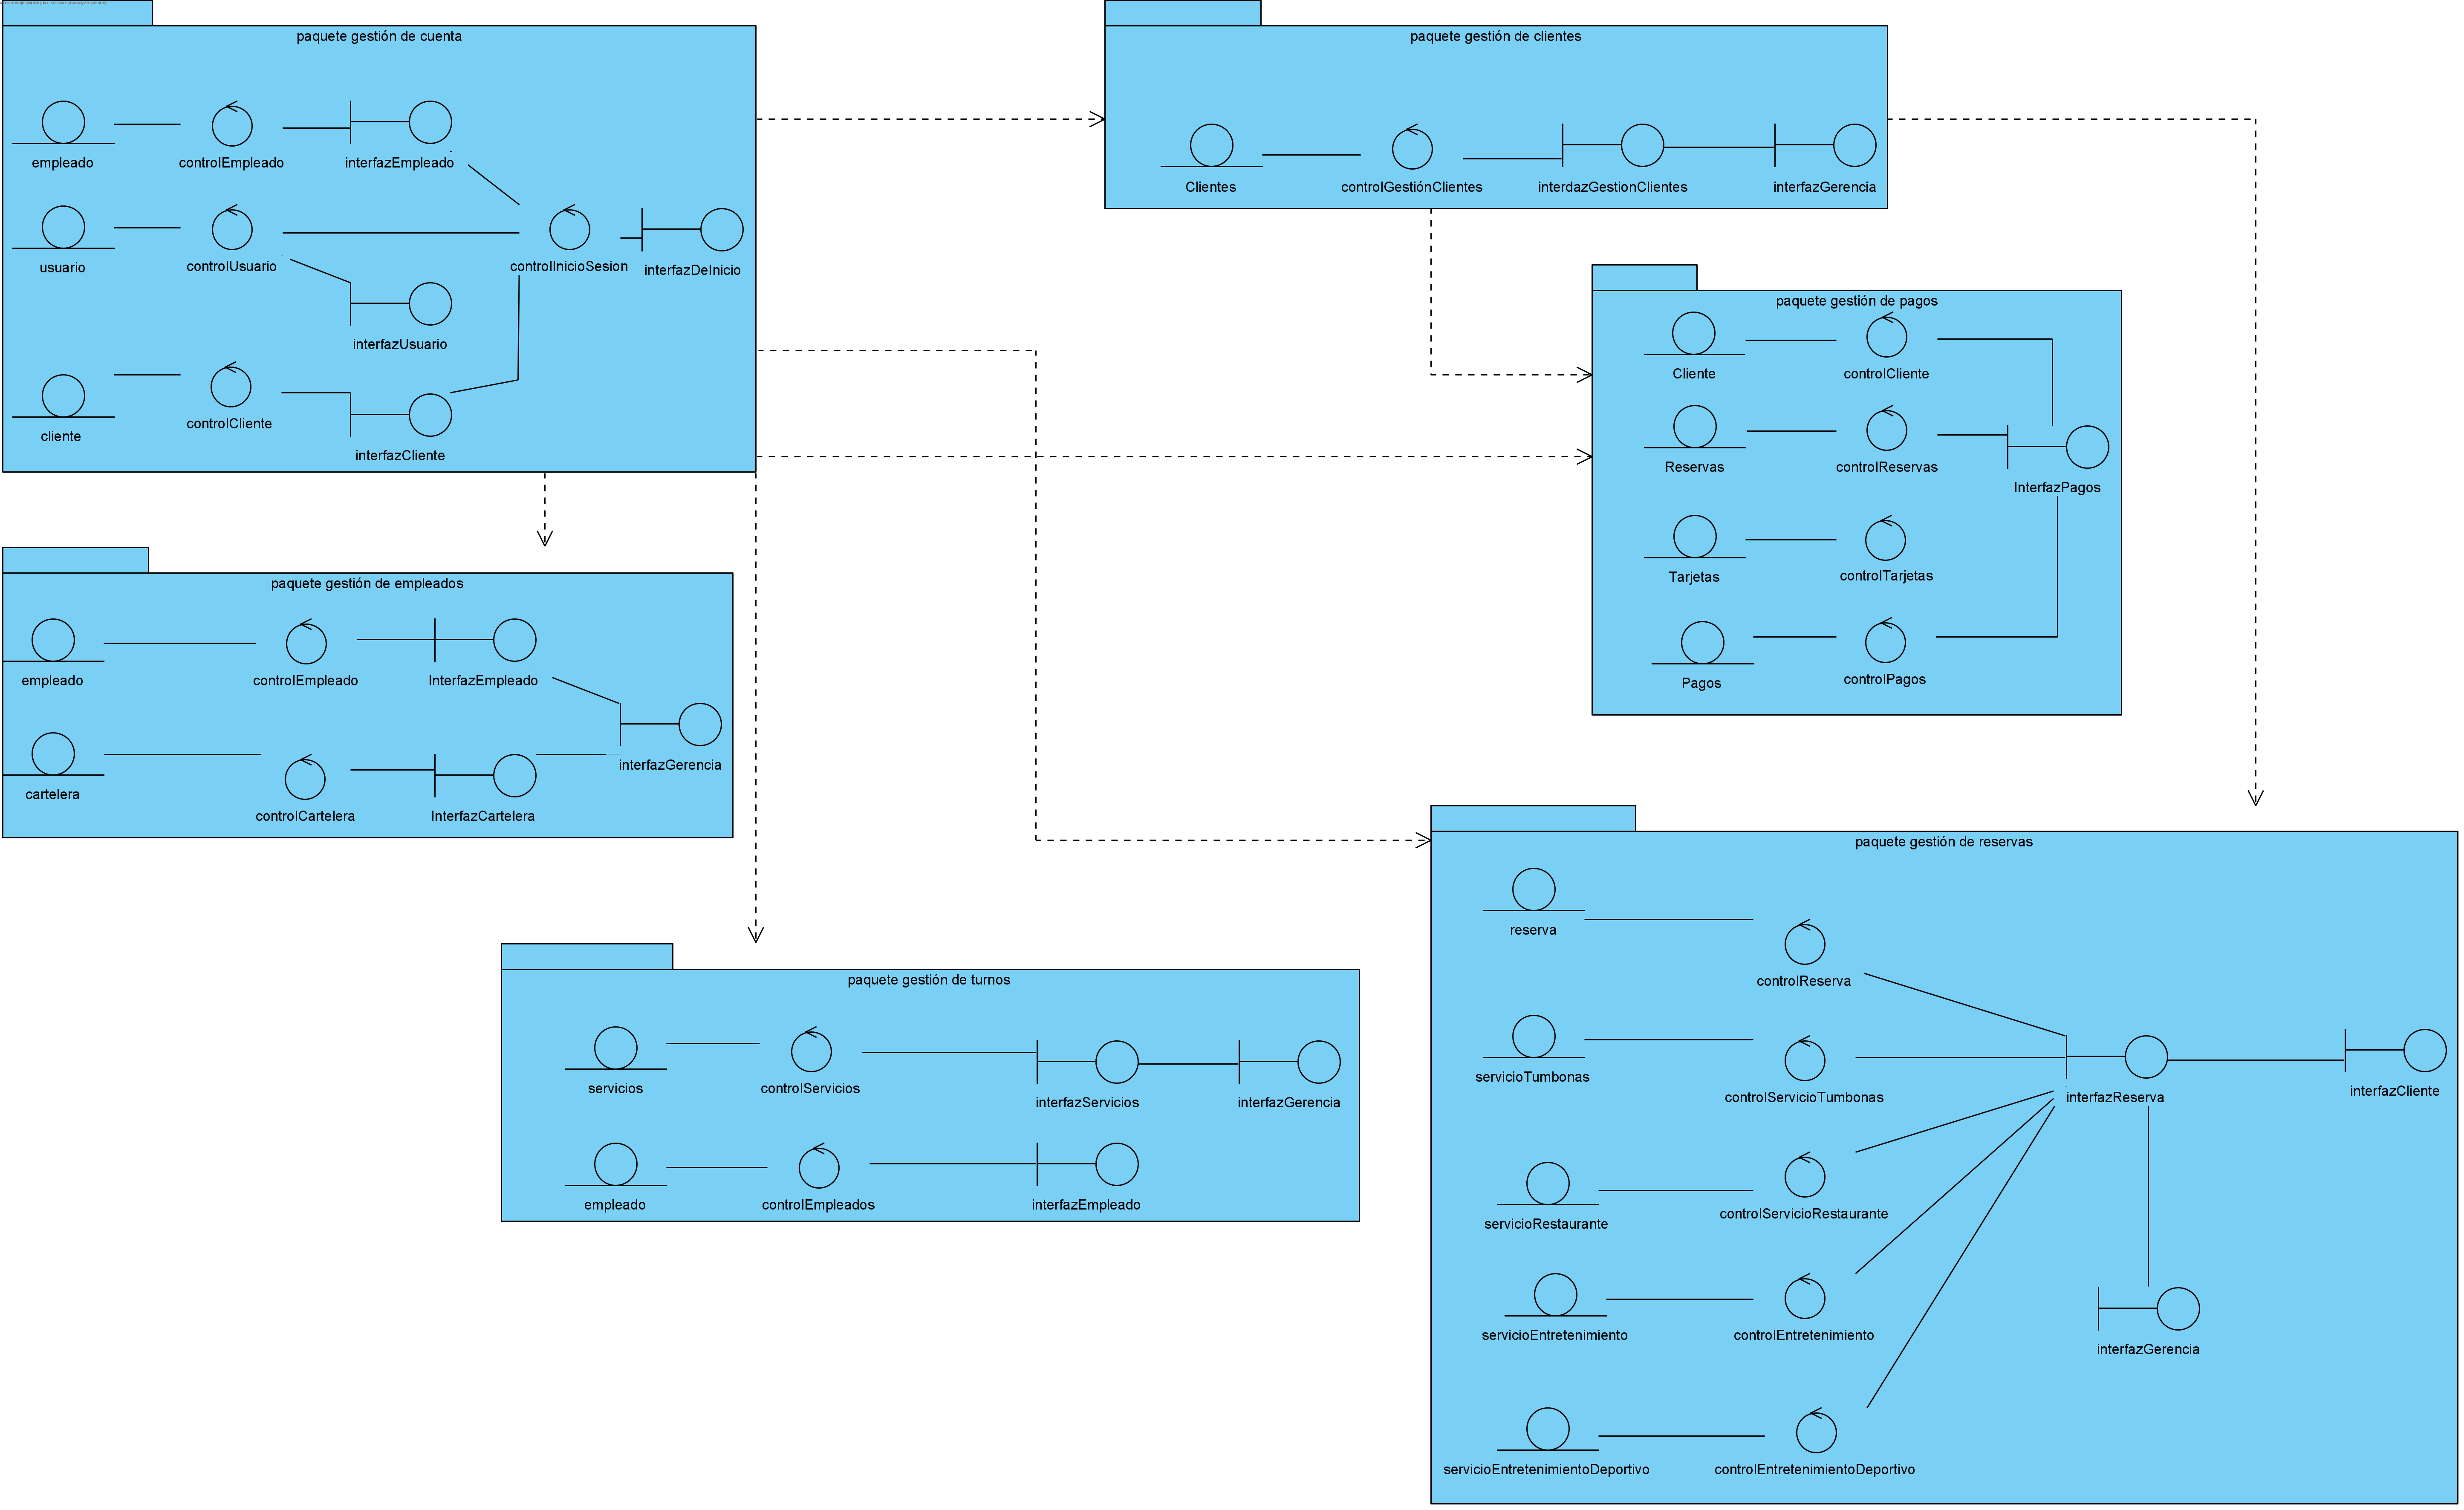 paquete gestión de cuenta
empleado
controlEmpleado
interfazEmpleado
usuario
controlUsuario
controlInicioSesion
interfazDeInicio
interfazUsuario
cliente
controlCliente
interfazCliente
paquete gestión de clientes
Clientes
controlGestiónClientes
interdazGestionClientes
interfazGerencia
paquete gestión de pagos
Cliente
controlCliente
Reservas
controlReservas
InterfazPagos
Tarjetas
controlTarjetas
Pagos
controlPagos
paquete gestión de empleados
empleado
controlEmpleado
InterfazEmpleado
interfazGerencia
cartelera
controlCartelera
InterfazCartelera
paquete gestión de turnos
servicios
controlServicios
interfazServicios
interfazGerencia
empleado
controlEmpleados
interfazEmpleado
paquete gestión de reservas
reserva
controlReserva
servicioTumbonas
controlServicioTumbonas
interfazReserva
interfazCliente
servicioRestaurante
controlServicioRestaurante
servicioEntretenimiento
controlEntretenimiento
interfazGerencia
servicioEntretenimientoDeportivo
controlEntretenimientoDeportivo